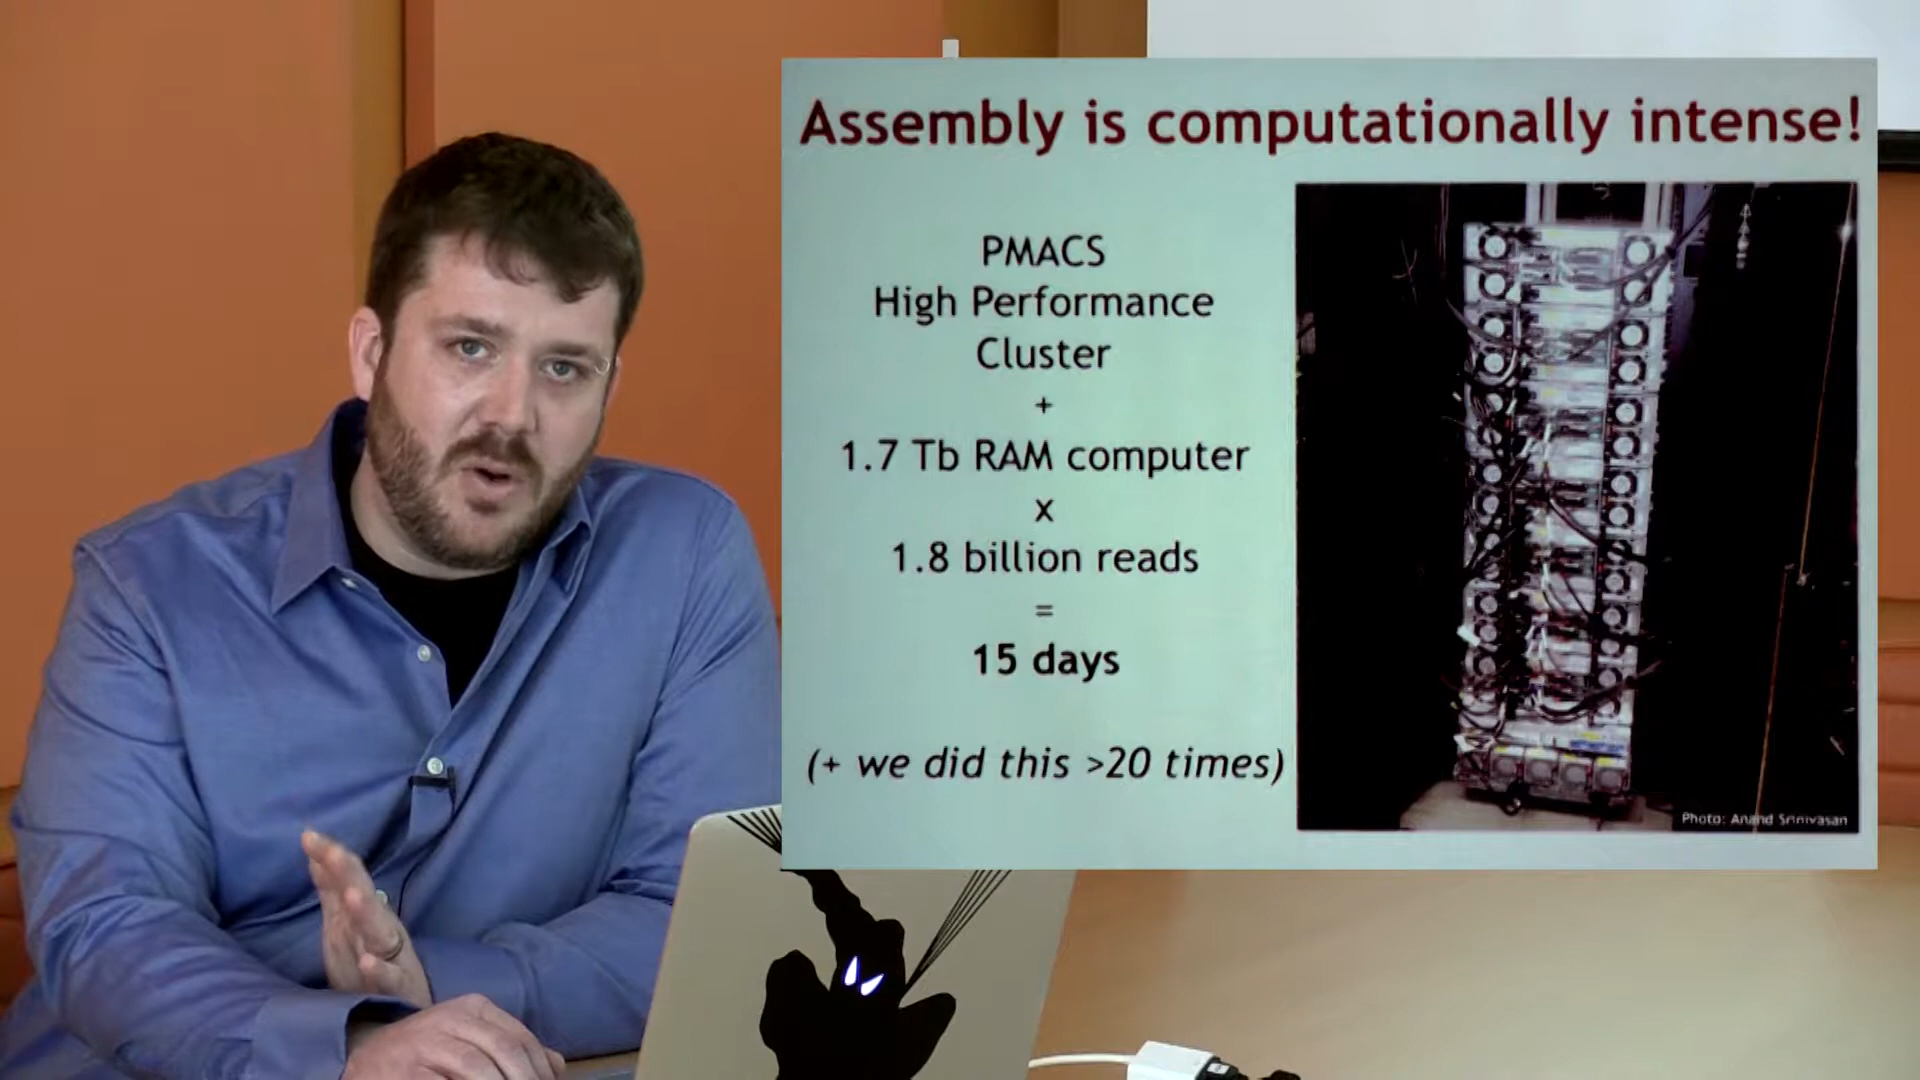 Assembly is computationally intense!
PMACS
High Performance
Cluster
+
1.7 Tb RAM computer
x
1.8 billion reads
=
15 days
(+ we did this >20 times)
Photo: Anand Srinivasan